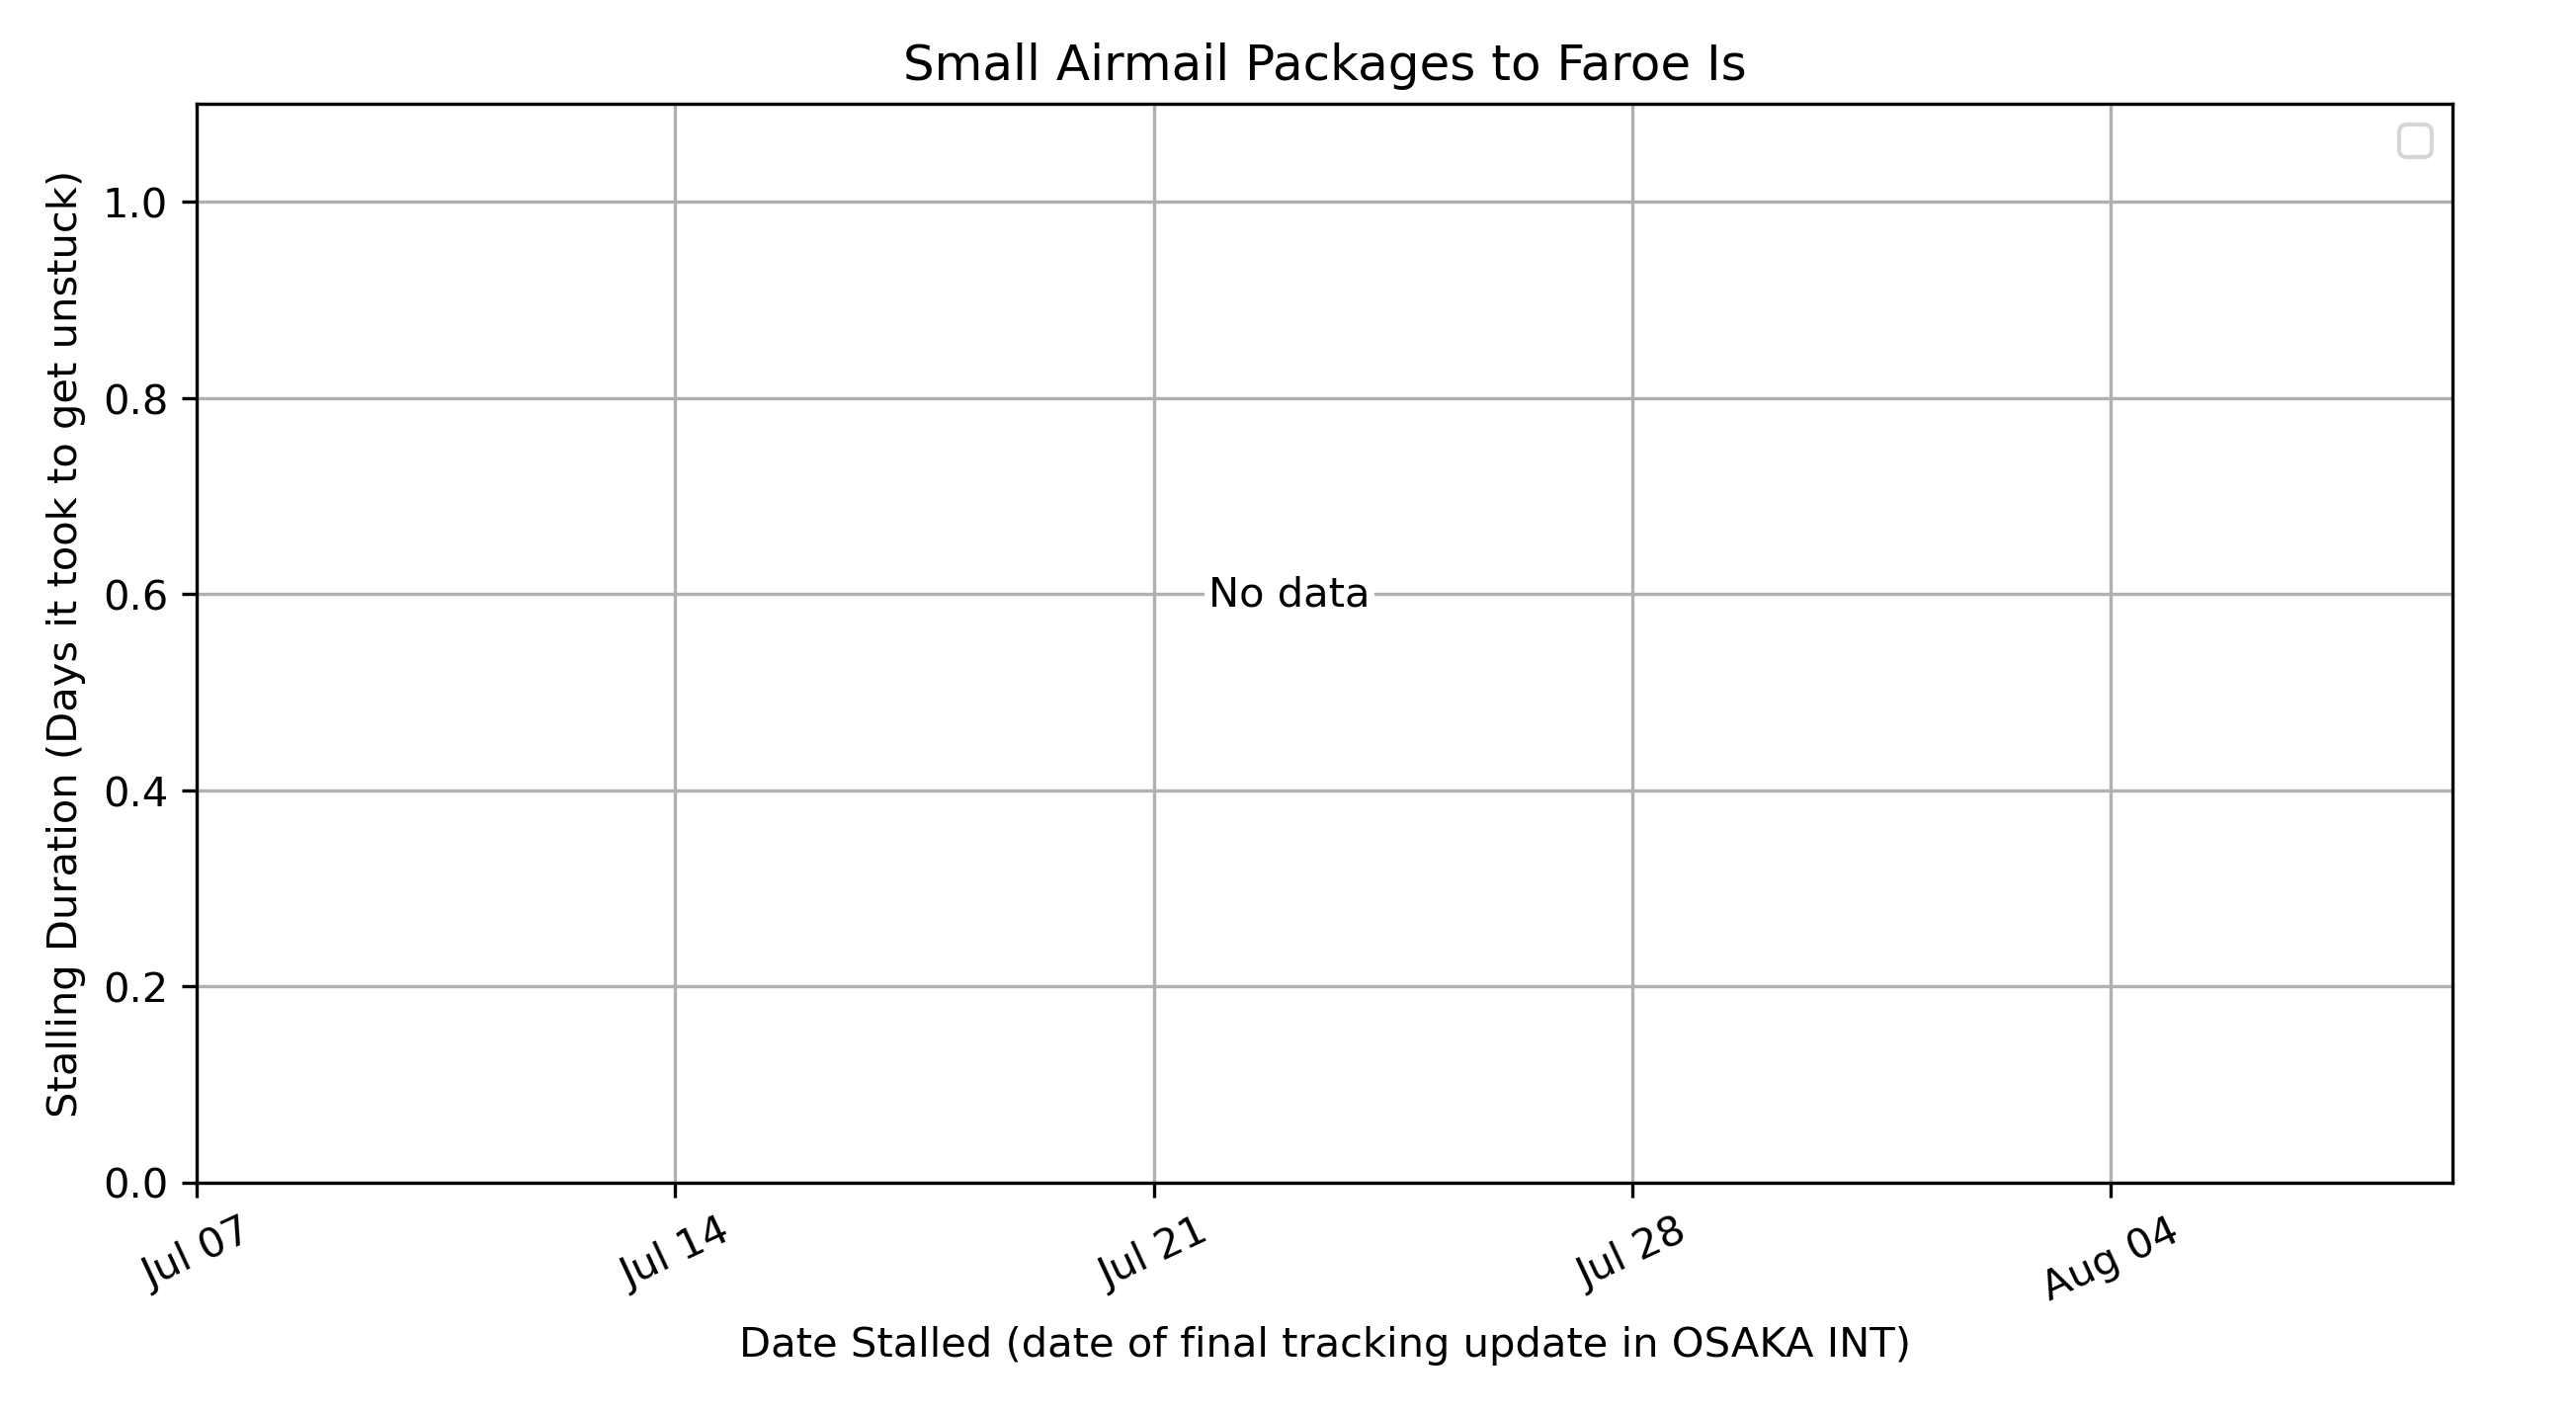 Small Airmail Packages to Faroe Is
Stalling Duration (Days it took to get unstuck)
1.0
0.8
0.6
0.4
0.2
0.0
No data
Jul 07
Jul 14
Jul 21
Jul 28
Aug 04
Date Stalled (date of final tracking update in OSAKA INT)